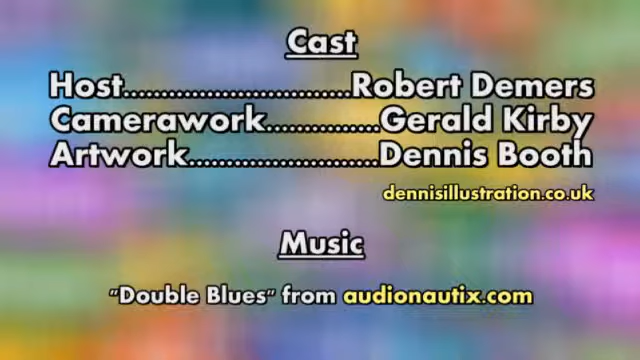 Cast
Host..............................Robert Demers
Camerawork...............Gerald Kirby
Artwork.........................Dennis Booth
dennisillustration.co.uk
Music
"Double Blues" from audionautix.com